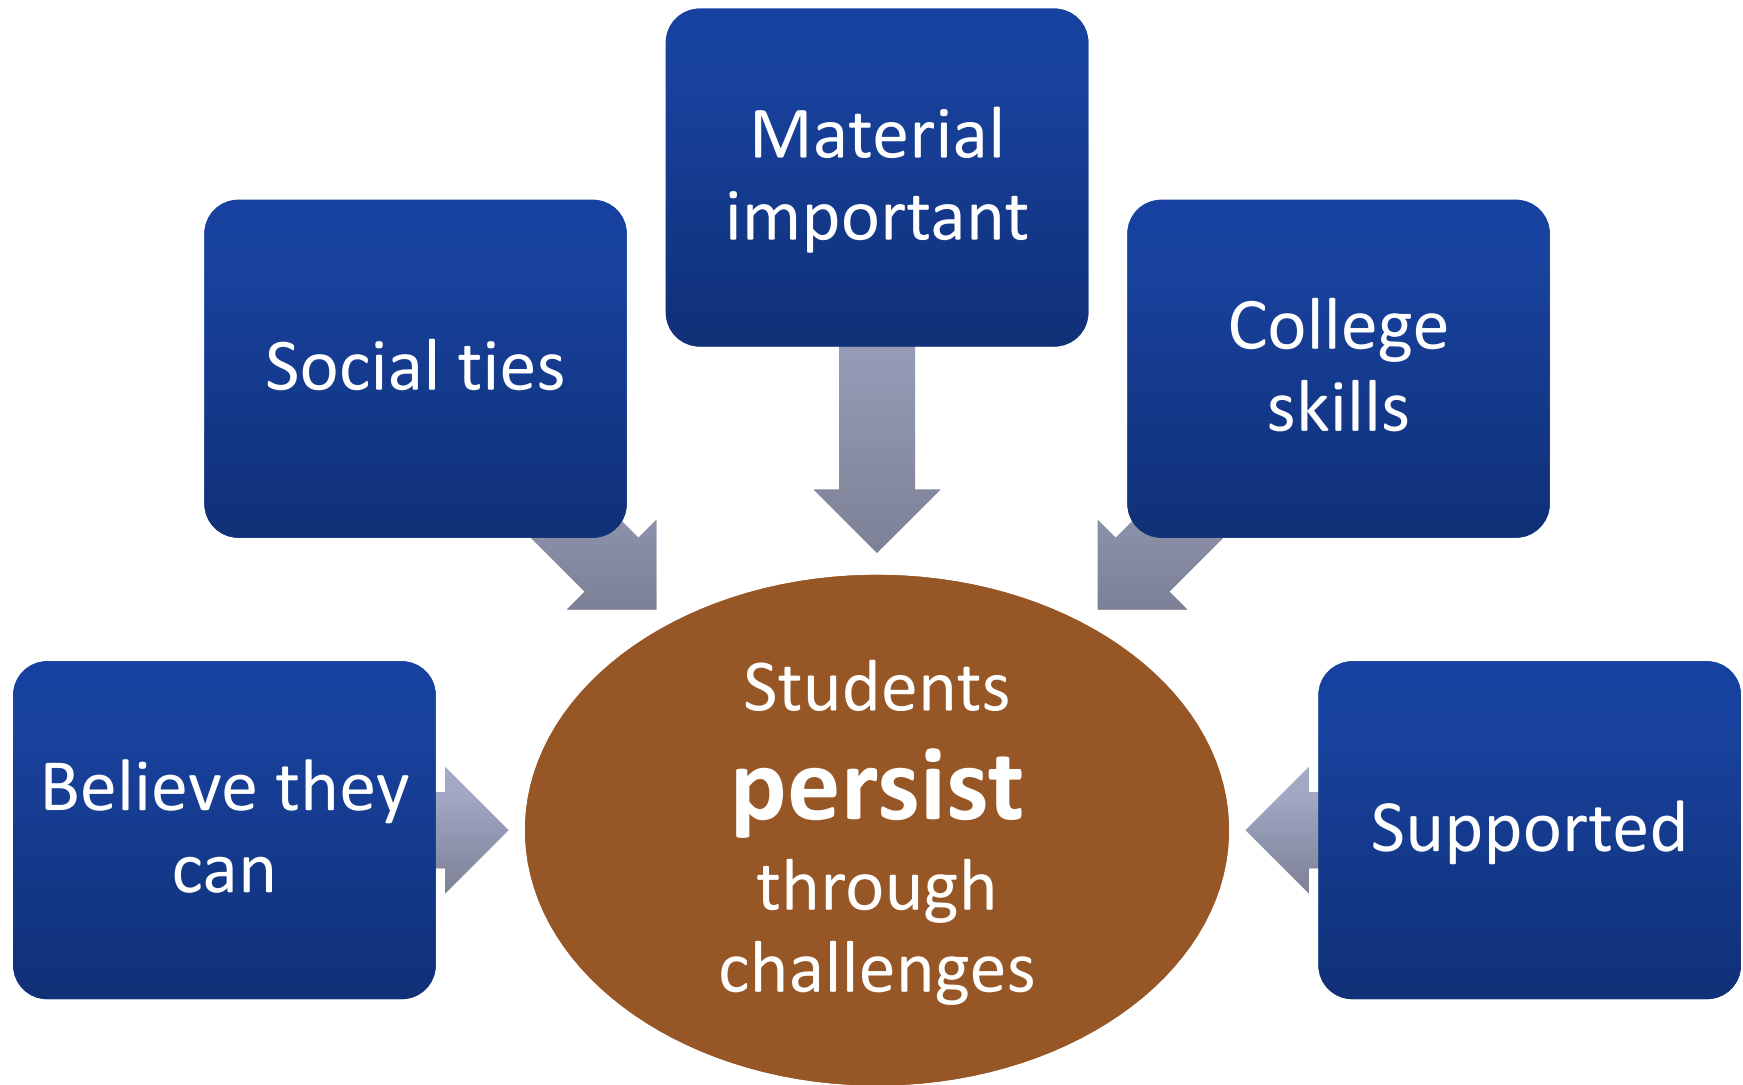 Material
important
Social ties
College
skills
Believe they
can
Students
persist
through
challenges
Supported